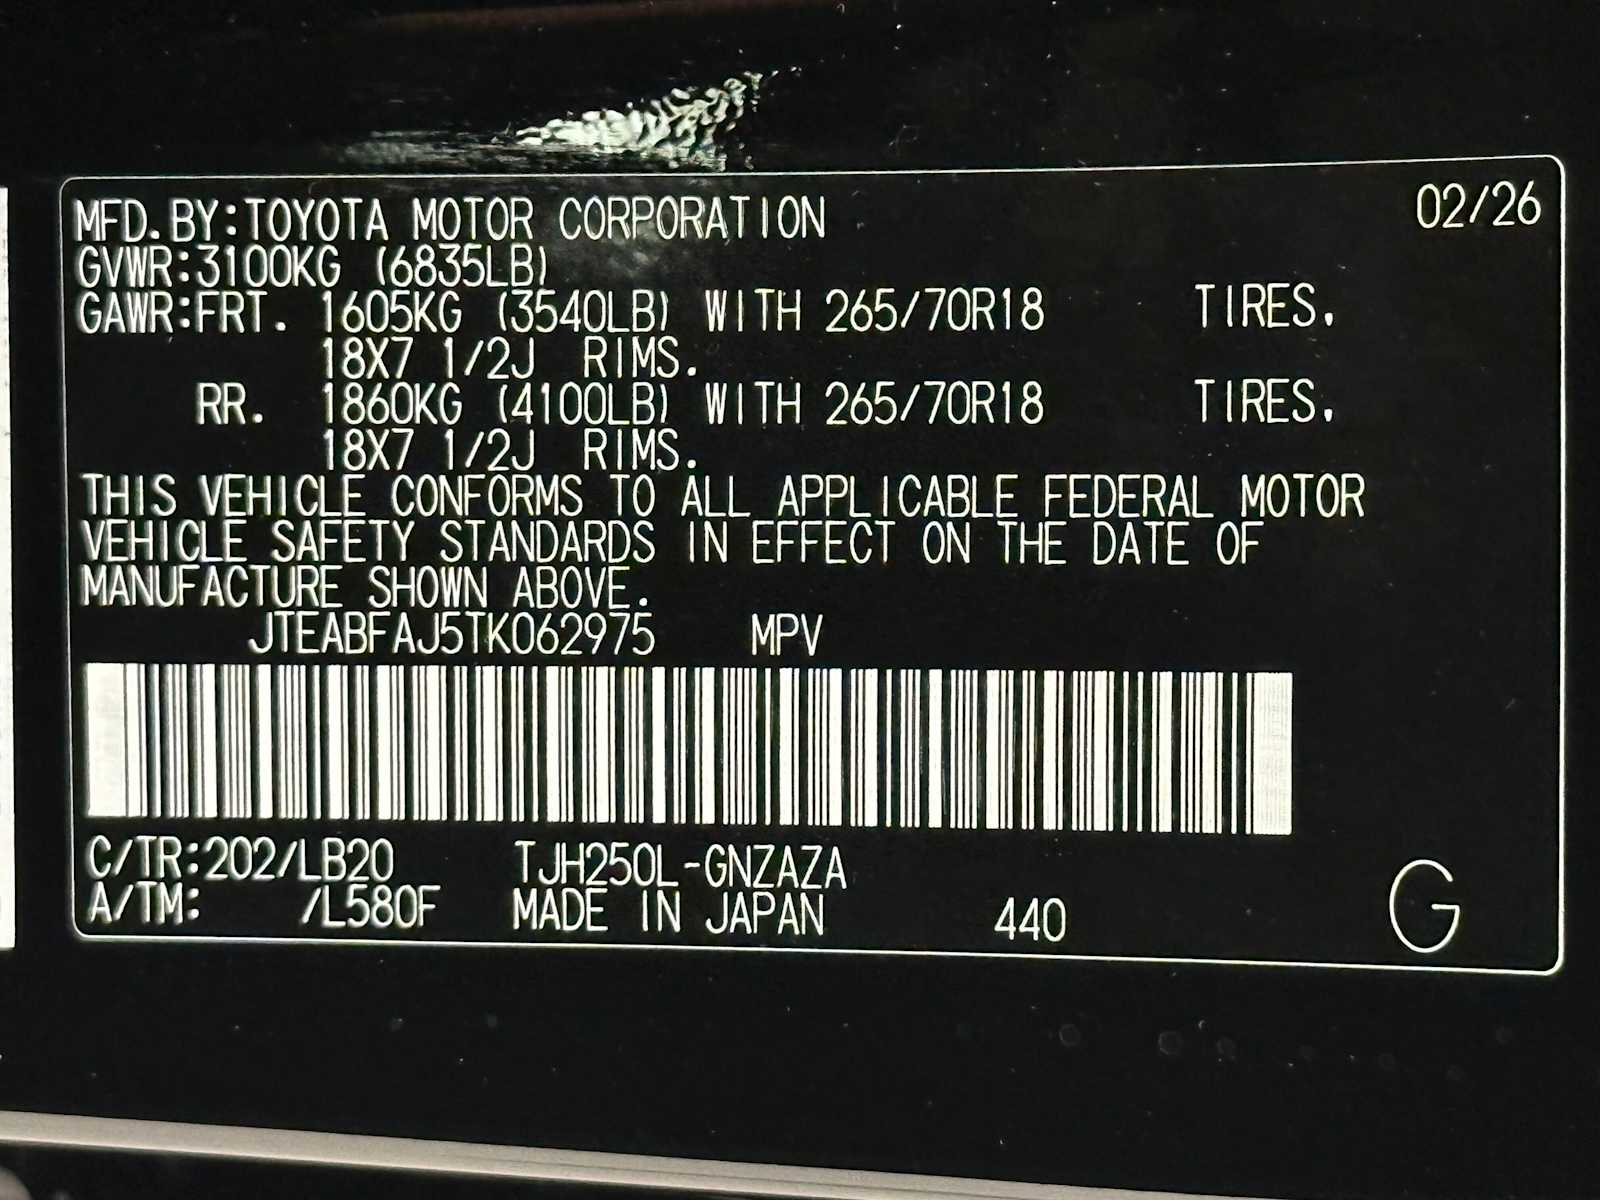 MFD.BY:TOYOTA MOTOR CORPORATION 02/26
GVWR:3100KG (6835LB)
GAWR:FRT. 1605KG (3540LB) WITH 265/70R18 TIRES.
18X7 1/2J RIMS.
RR. 1860KG (4100LB) WITH 265/70R18 TIRES.
18X7 1/2J RIMS.
THIS VEHICLE CONFORMS TO ALL APPLICABLE FEDERAL MOTOR
VEHICLE SAFETY STANDARDS IN EFFECT ON THE DATE OF
MANUFACTURE SHOWN ABOVE.
JTEABFAJ5TK062975 MPV
C/TR:202/LB20 TJH250L-GNZAZA
A/TM: /L580F MADE IN JAPAN 440 G